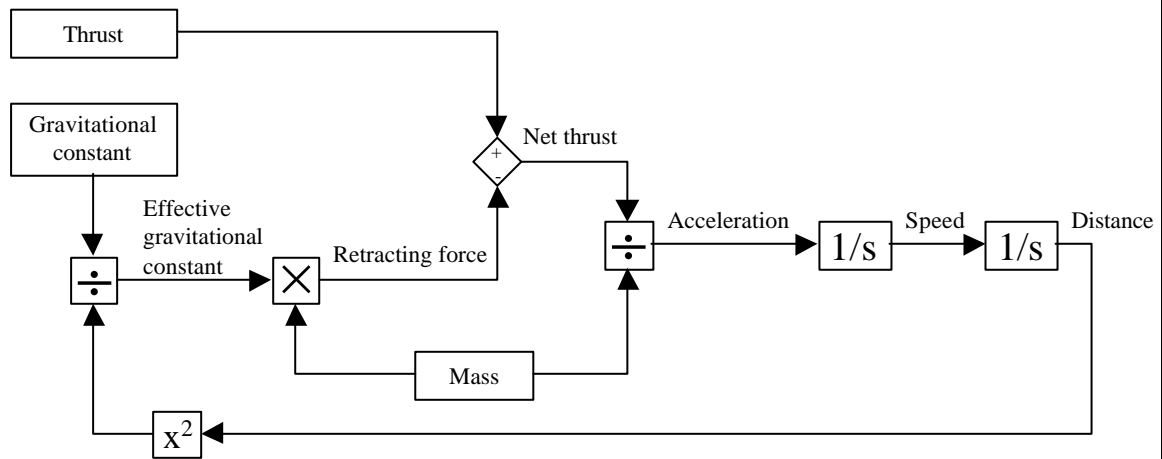 Thrust
Gravitational
constant
+
-
Net thrust
Effective
gravitational
constant
Retracting force
÷
×
÷
Acceleration
1/s
Speed
1/s
Distance
Mass
x²